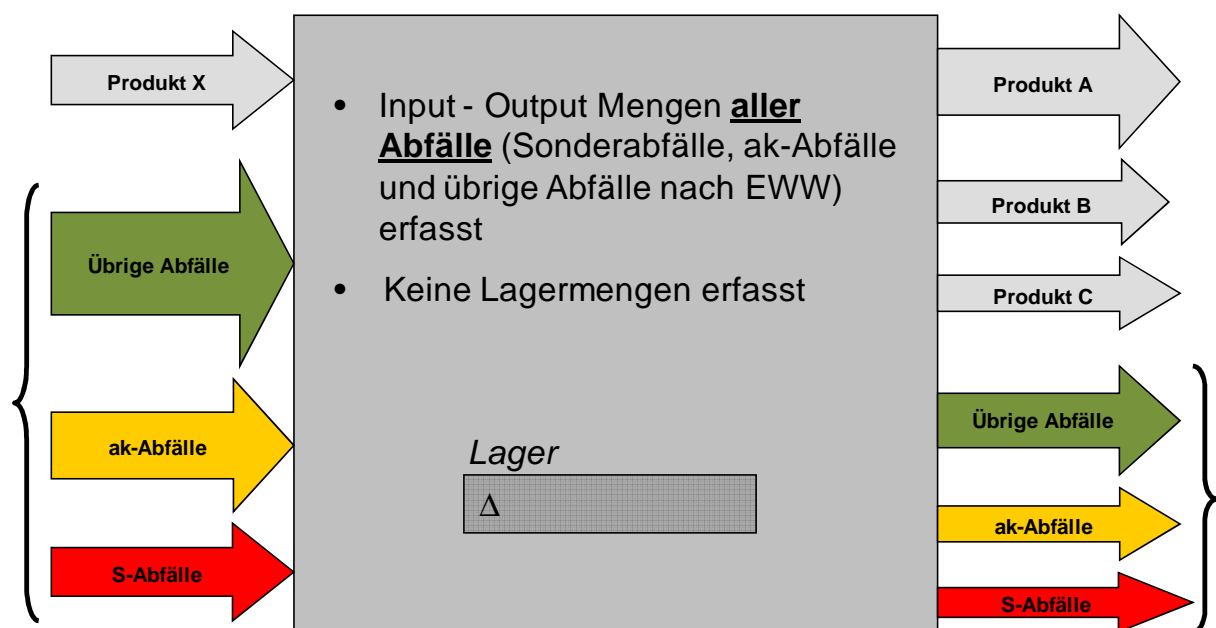 Produkt X
Übrige Abfälle
ak-Abfälle
S-Abfälle
• Input - Output Mengen aller
Abfälle (Sonderabfälle, ak-Abfälle
und übrige Abfälle nach EWW)
erfasst
• Keine Lagermengen erfasst
Lager
Δ
Produkt A
Produkt B
Produkt C
Übrige Abfälle
ak-Abfälle
S-Abfälle